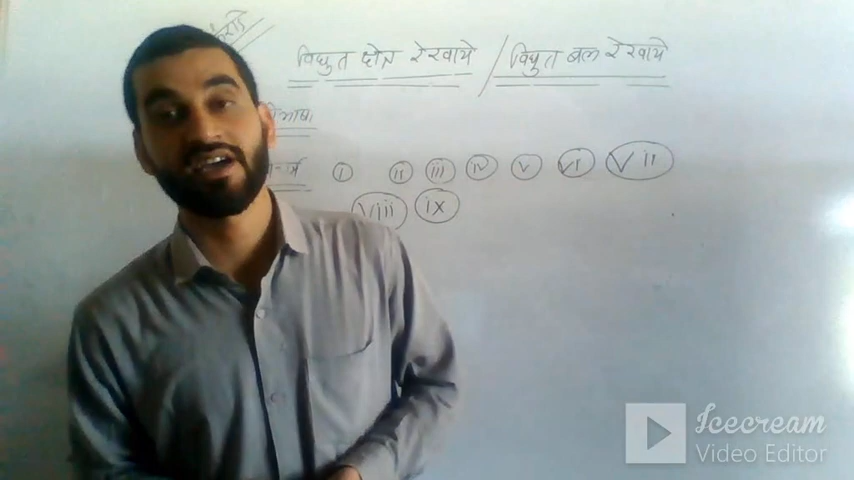 विद्युत क्षेत्र रेखाये / विद्युत बल रेखाये
i ii iii iv v vi vii
viii ix
Icecream
Video Editor